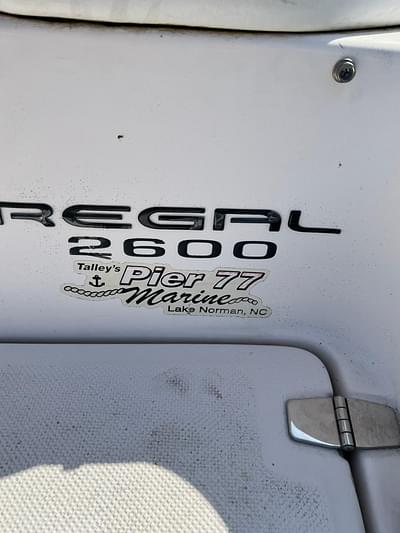 REGAL
2600
Talley's
Pier 77
Marine
Lake Norman, NC